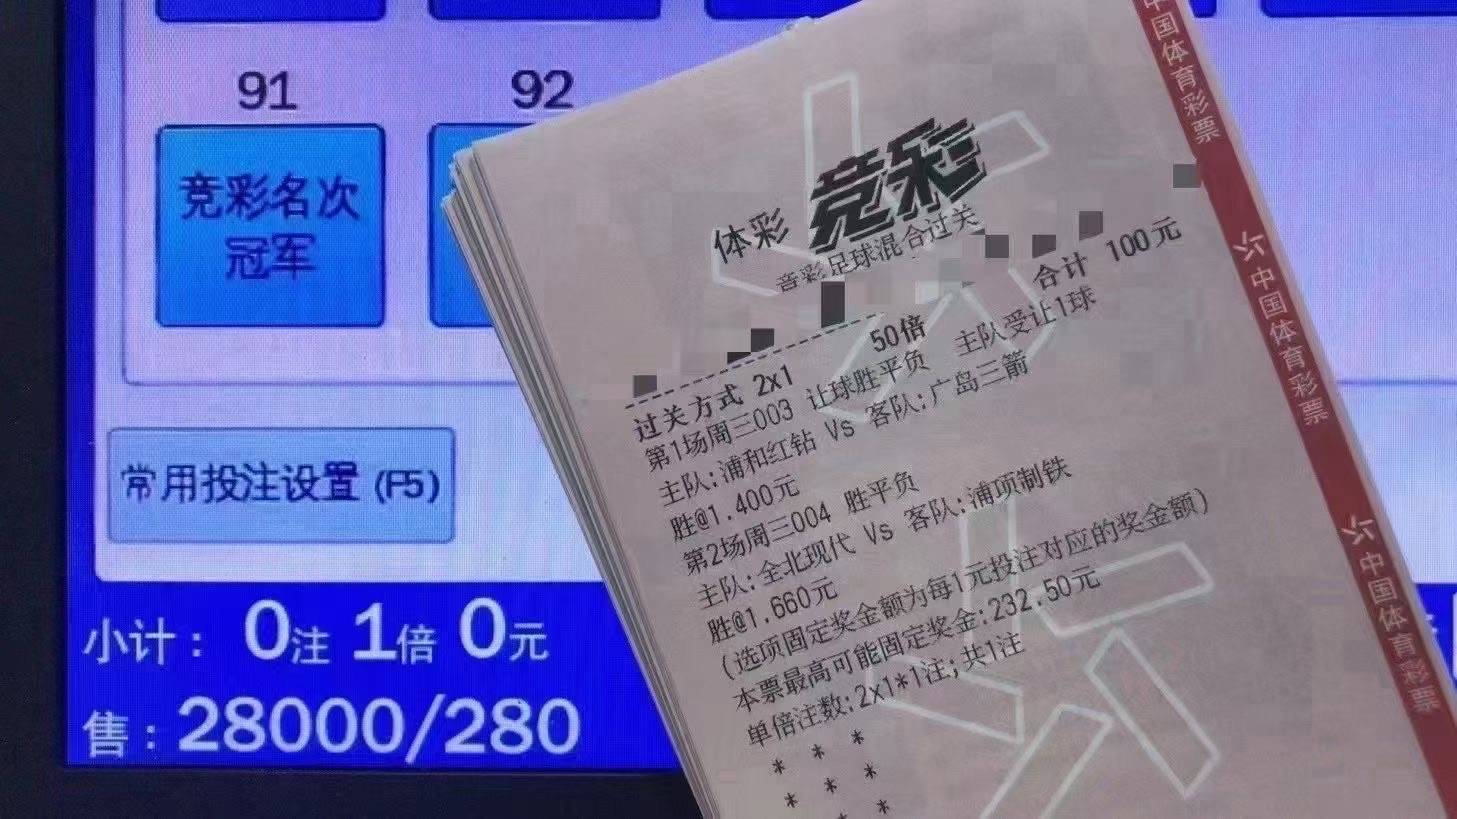 91
92
竞彩名次
冠军
常用投注设置 (F5)
小计： 0注 1倍 0元
售：28000/280
体彩 竞彩
竞彩足球混合过关
合计 100元
过关方式 2x1 50倍
第1场周三003 让球胜平负 主队受让1球
主队:浦和红钻 Vs 客队:广岛三箭
胜@1.400元
第2场周三004 胜平负
主队:全北现代 Vs 客队:浦项制铁
胜@1.660元
(选项固定奖金额为每1元投注对应的奖金额)
本票最高可能固定奖金:232.50元
单倍注数:2x1*1注;共1注
* * *
* * *
*
中国体育彩票
中国体育彩票
中国体育彩票